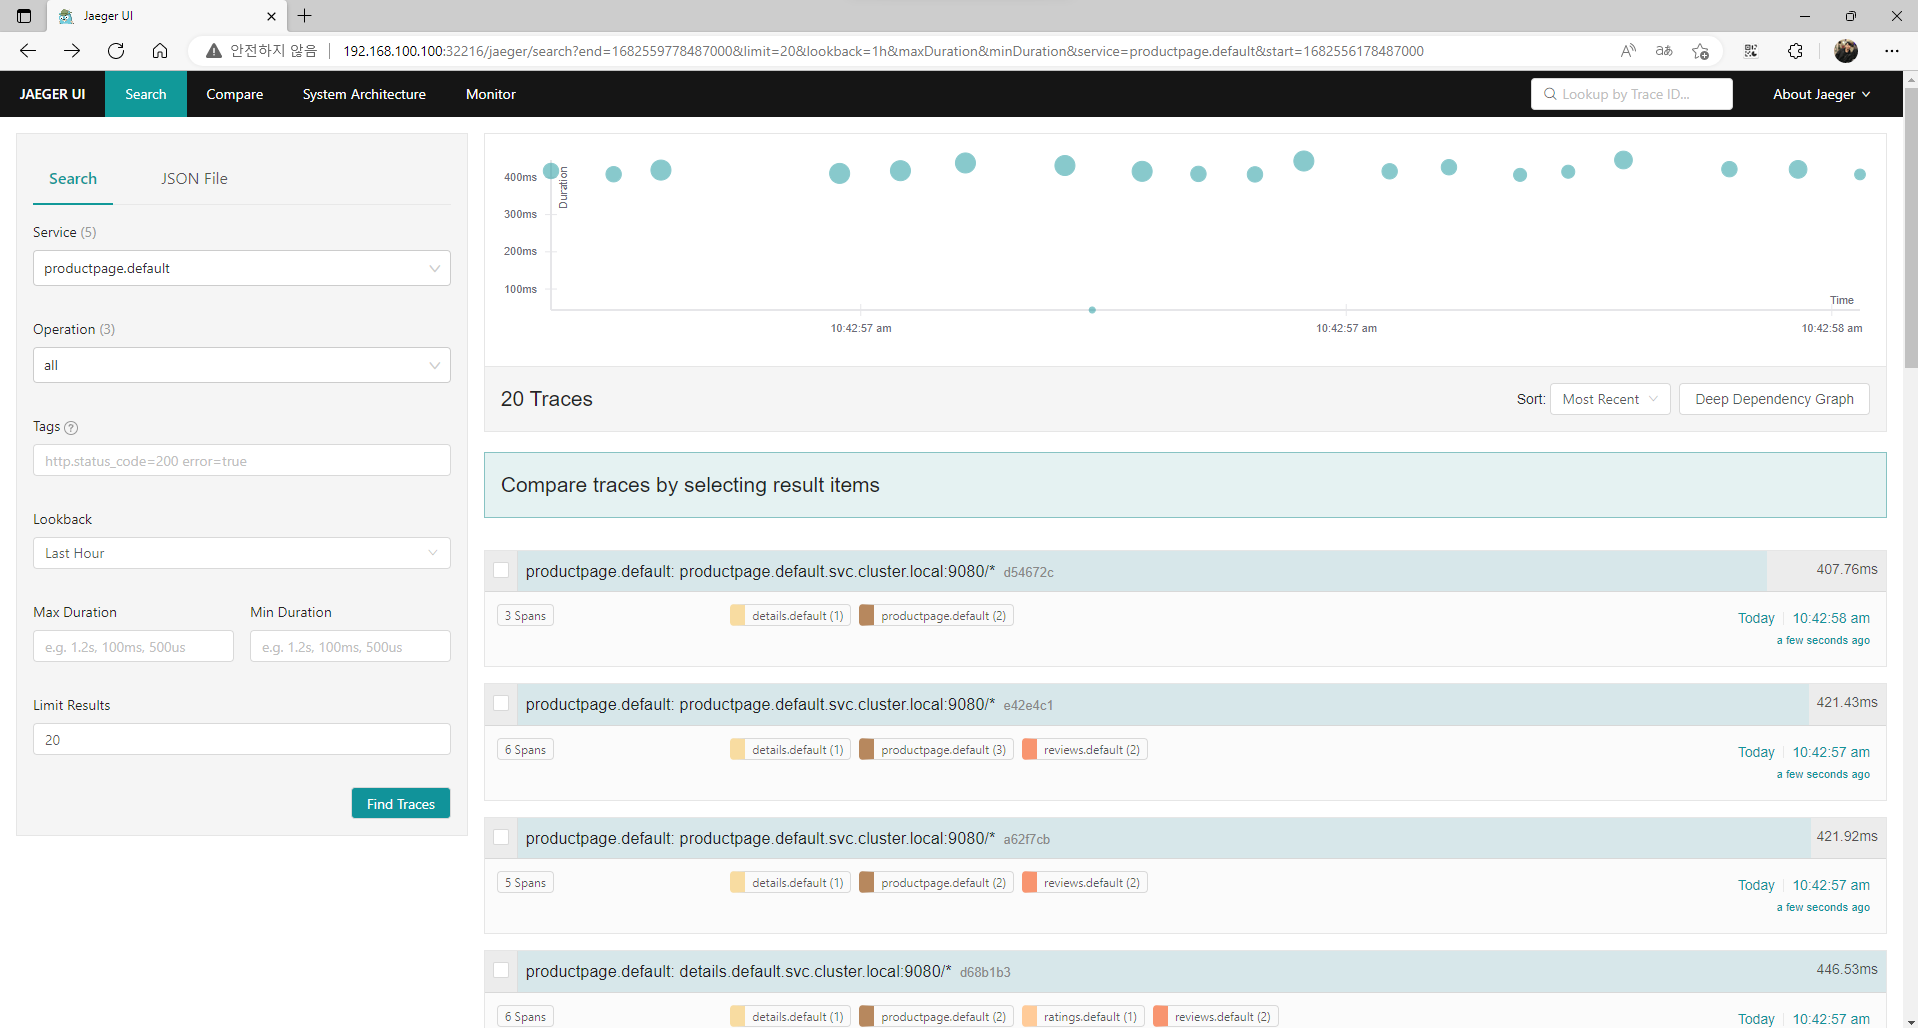 Jaeger UI
안전하지 않음
192.168.100.100:32216/jaeger/search?end=1682559778487000&limit=20&lookback=1h&maxDuration&minDuration&service=productpage.default&start=1682556178487000
JAEGER UI
Search
Compare
System Architecture
Monitor
Lookup by Trace ID...
About Jaeger
Search
JSON File
Service (5)
productpage.default
Operation (3)
all
Tags
http.status_code=200 error=true
Lookback
Last Hour
Max Duration
Min Duration
e.g. 1.2s, 100ms, 500us
e.g. 1.2s, 100ms, 500us
Limit Results
20
Find Traces
Duration
400ms
300ms
200ms
100ms
Time
10:42:57 am
10:42:57 am
10:42:58 am
20 Traces
Sort:
Most Recent
Deep Dependency Graph
Compare traces by selecting result items
productpage.default: productpage.default.svc.cluster.local:9080/* d54672c
407.76ms
3 Spans
details.default (1)
productpage.default (2)
Today
10:42:58 am
a few seconds ago
productpage.default: productpage.default.svc.cluster.local:9080/* e42e4c1
421.43ms
6 Spans
details.default (1)
productpage.default (3)
reviews.default (2)
Today
10:42:57 am
a few seconds ago
productpage.default: productpage.default.svc.cluster.local:9080/* a62f7cb
421.92ms
5 Spans
details.default (1)
productpage.default (2)
reviews.default (2)
Today
10:42:57 am
a few seconds ago
productpage.default: details.default.svc.cluster.local:9080/* d68b1b3
446.53ms
6 Spans
details.default (1)
productpage.default (2)
ratings.default (1)
reviews.default (2)
Today
10:42:57 am